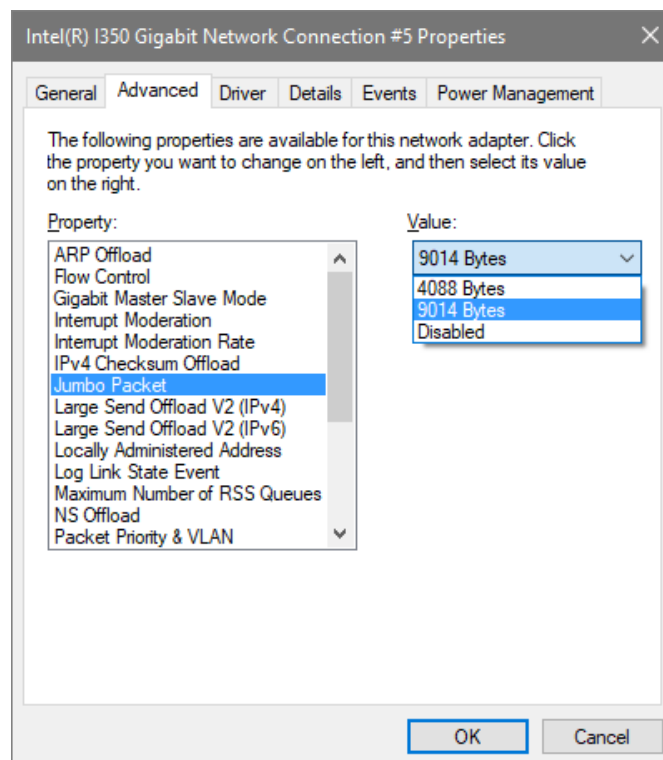 Intel(R) I350 Gigabit Network Connection #5 Properties
General Advanced Driver Details Events Power Management
The following properties are available for this network adapter. Click
the property you want to change on the left, and then select its value
on the right.
Property:
ARP Offload
Flow Control
Gigabit Master Slave Mode
Interrupt Moderation
Interrupt Moderation Rate
IPv4 Checksum Offload
Jumbo Packet
Large Send Offload V2 (IPv4)
Large Send Offload V2 (IPv6)
Locally Administered Address
Log Link State Event
Maximum Number of RSS Queues
NS Offload
Packet Priority & VLAN
Value:
9014 Bytes
4088 Bytes
9014 Bytes
Disabled
OK Cancel